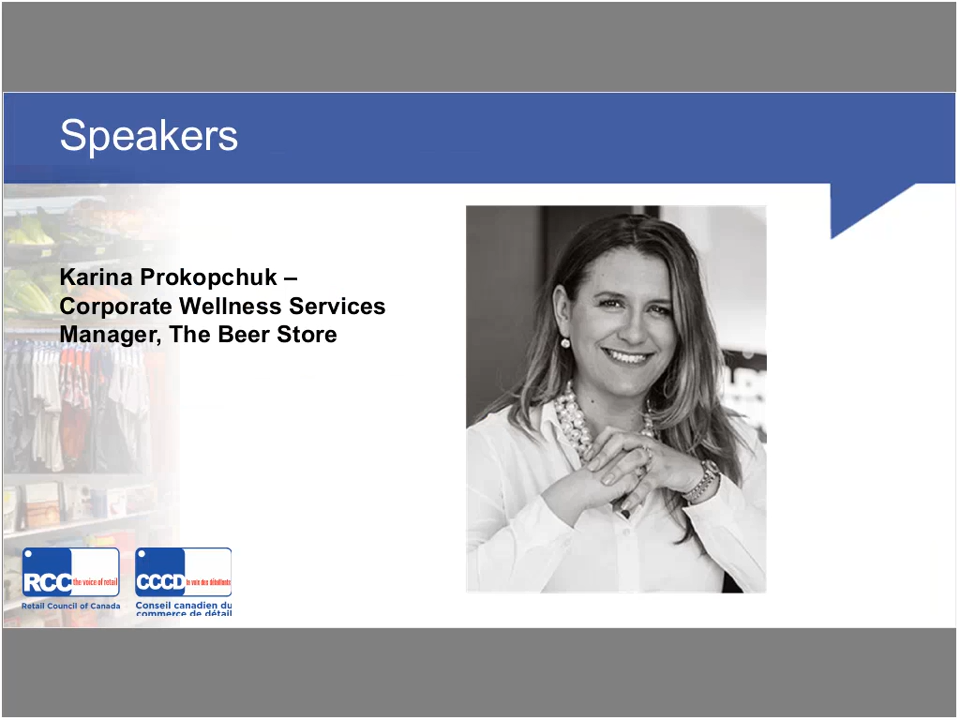 Speakers
Karina Prokopchuk –
Corporate Wellness Services
Manager, The Beer Store
RCC the voice of retail
Retail Council of Canada
CCCD la voix des détaillants
Conseil canadien du
commerce de détail